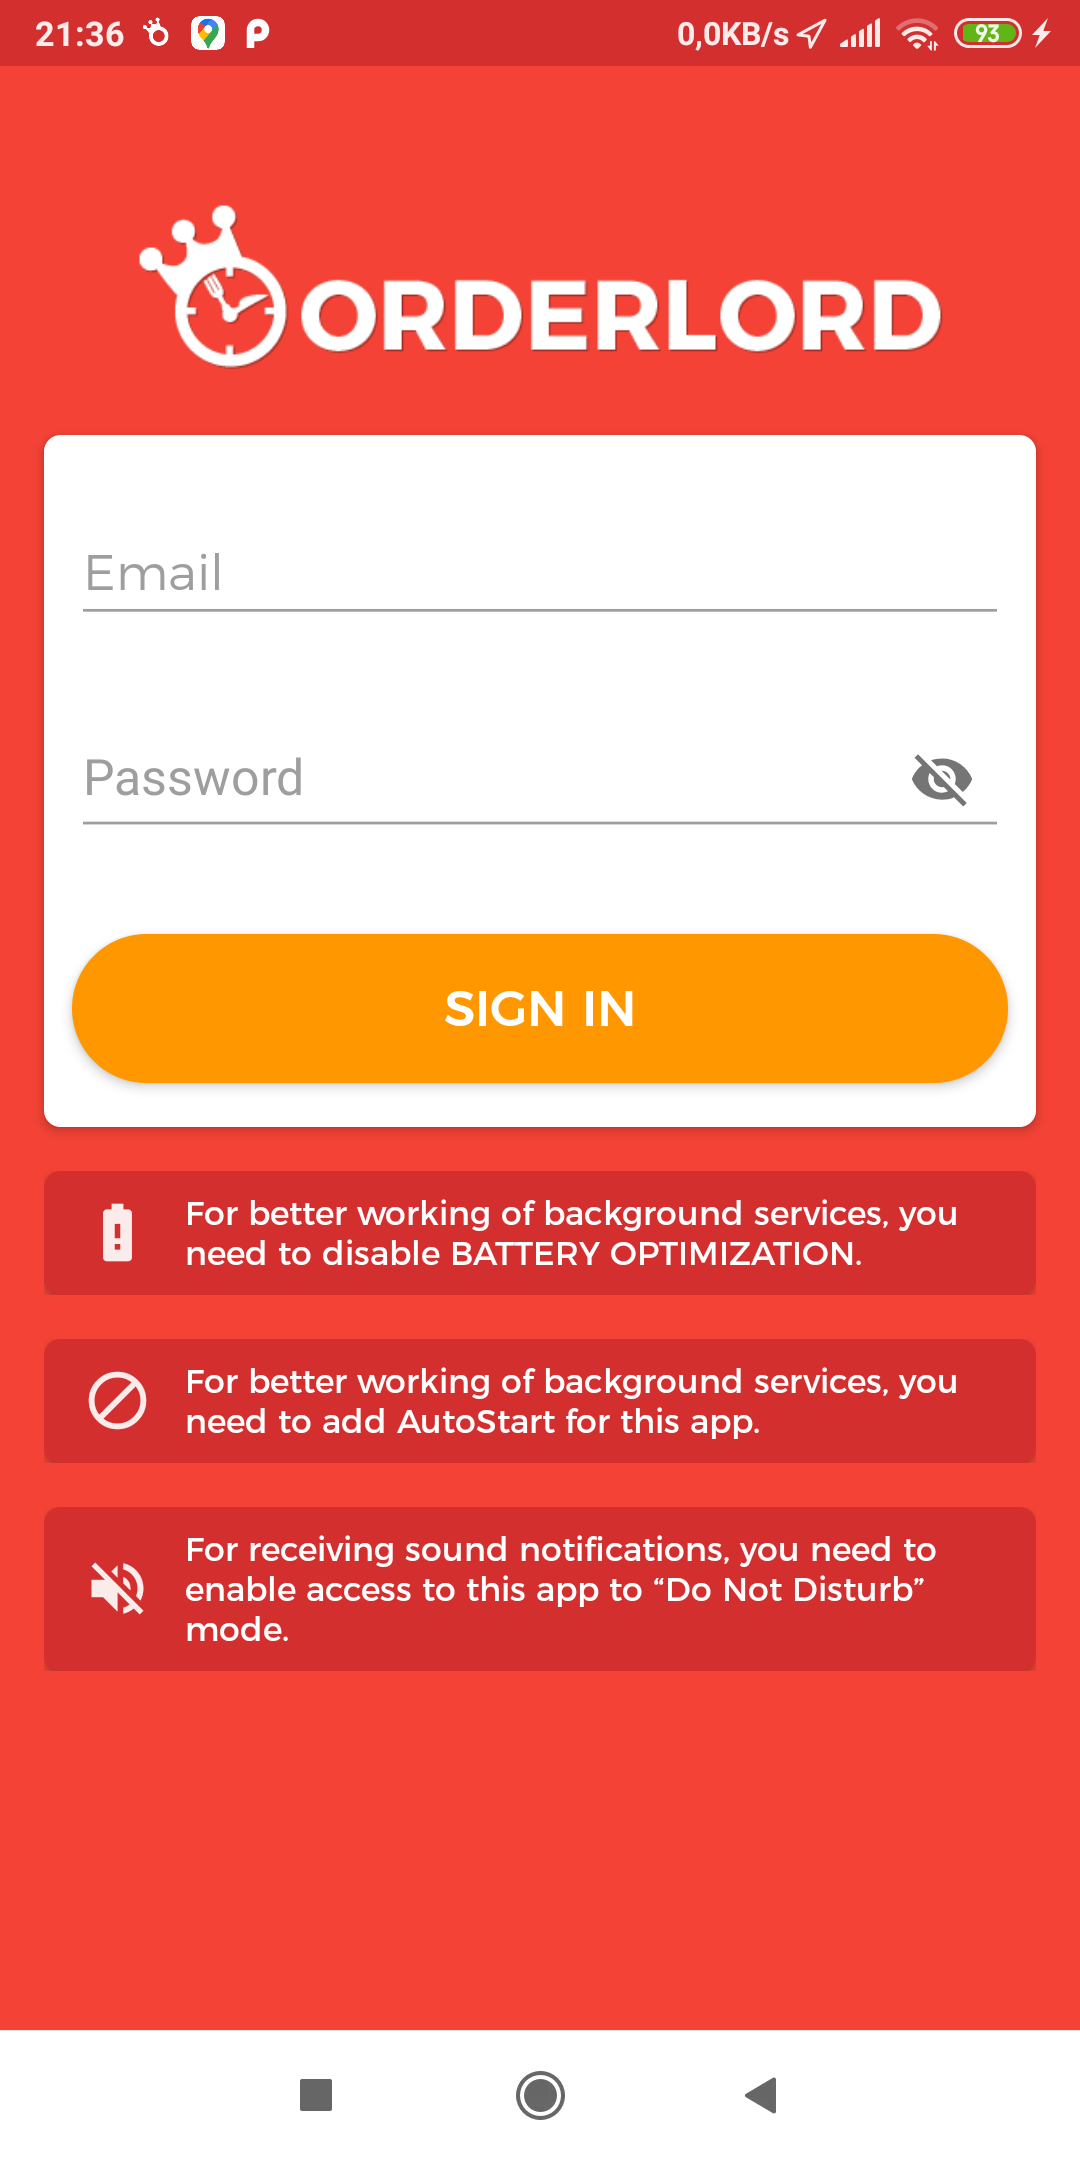 21:36
0,0KB/s
93
ORDERLORD
Email
Password
SIGN IN
For better working of background services, you
need to disable BATTERY OPTIMIZATION.
For better working of background services, you
need to add AutoStart for this app.
For receiving sound notifications, you need to
enable access to this app to “Do Not Disturb”
mode.